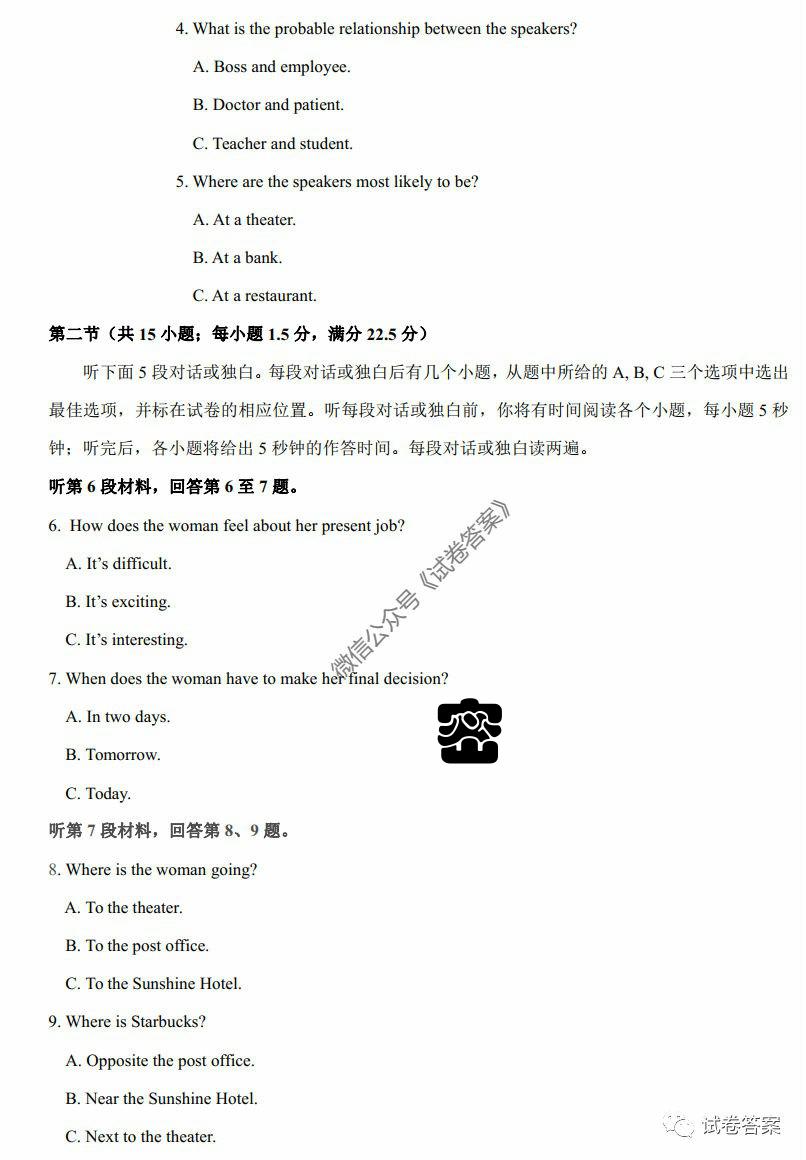 4. What is the probable relationship between the speakers?
A. Boss and employee.
B. Doctor and patient.
C. Teacher and student.
5. Where are the speakers most likely to be?
A. At a theater.
B. At a bank.
C. At a restaurant.
第二节（共 15 小题；每小题 1.5 分，满分 22.5 分）
听下面 5 段对话或独白。每段对话或独白后有几个小题，从题中所给的 A, B, C 三个选项中选出
最佳选项，并标在试卷的相应位置。听每段对话或独白前，你将有时间阅读各个小题，每小题 5 秒
钟；听完后，各小题将给出 5 秒钟的作答时间。每段对话或独白读两遍。
听第 6 段材料，回答第 6 至 7 题。
6. How does the woman feel about her present job?
A. It’s difficult.
B. It’s exciting.
C. It’s interesting.
7. When does the woman have to make her final decision?
A. In two days.
B. Tomorrow.
C. Today.
听第 7 段材料，回答第 8、9 题。
8. Where is the woman going?
A. To the theater.
B. To the post office.
C. To the Sunshine Hotel.
9. Where is Starbucks?
A. Opposite the post office.
B. Near the Sunshine Hotel.
C. Next to the theater.
微信公众号《试卷答案》
密
试卷答案